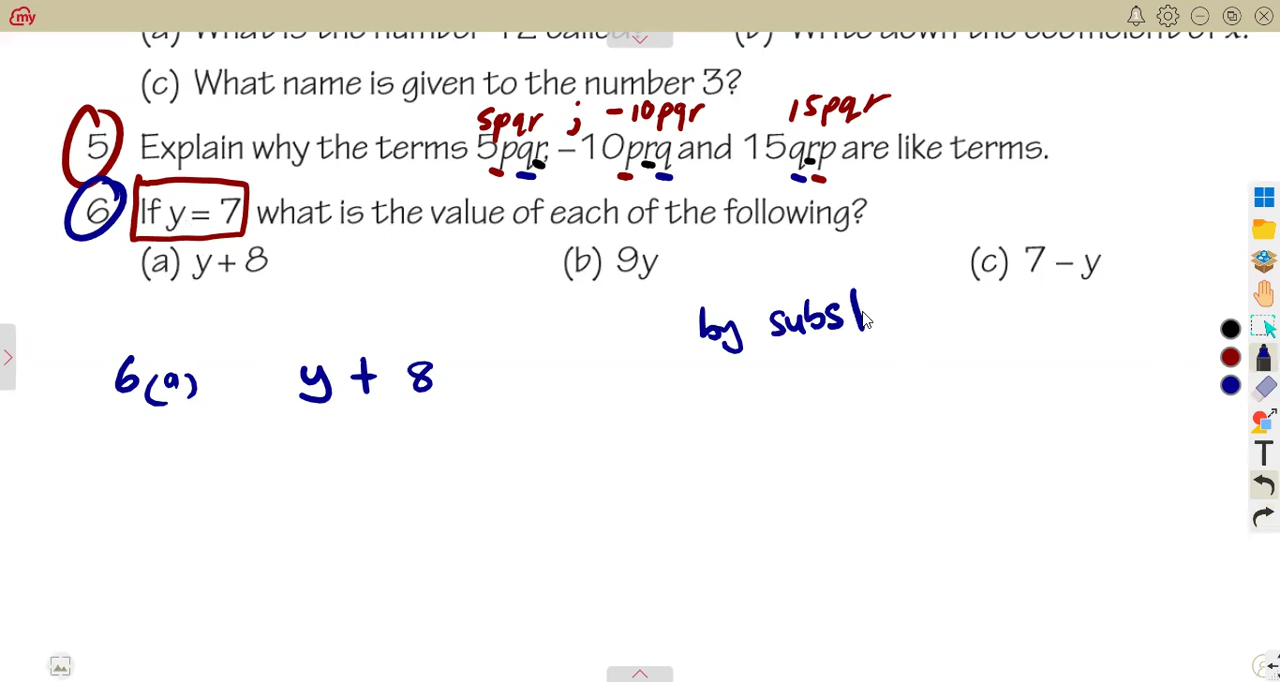 my
(c) What name is given to the number 3?
5pqr ; -10pqr 15pqr
5 Explain why the terms 5pqr, –10prq and 15qrp are like terms.
6 If y = 7 what is the value of each of the following?
(a) y + 8 (b) 9y (c) 7 – y
by subst
6(a) y + 8
T